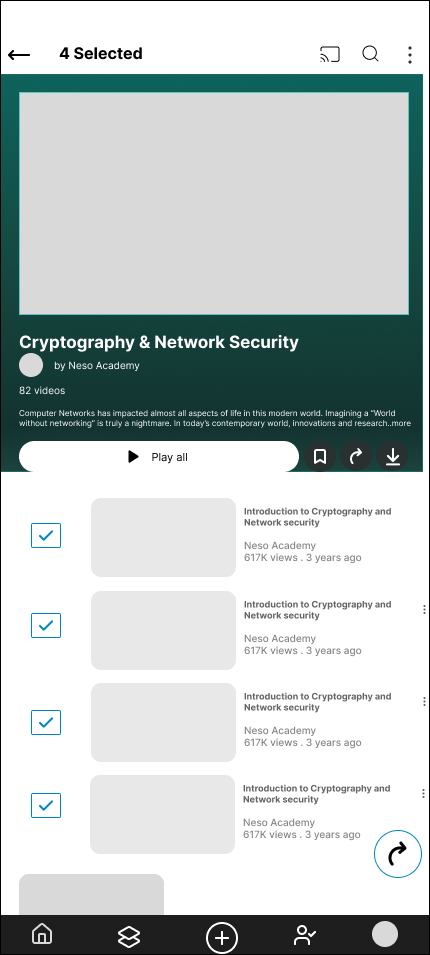 4 Selected
Cryptography & Network Security
by Neso Academy
82 videos
Computer Networks has impacted almost all aspects of life in this modern world. Imagining a "World
without networking" is truly a nightmare. In today's contemporary world, innovations and research..more
Play all
Introduction to Cryptography and
Network security
Neso Academy
617K views . 3 years ago
Introduction to Cryptography and
Network security
Neso Academy
617K views . 3 years ago
Introduction to Cryptography and
Network security
Neso Academy
617K views . 3 years ago
Introduction to Cryptography and
Network security
Neso Academy
617K views . 3 years ago